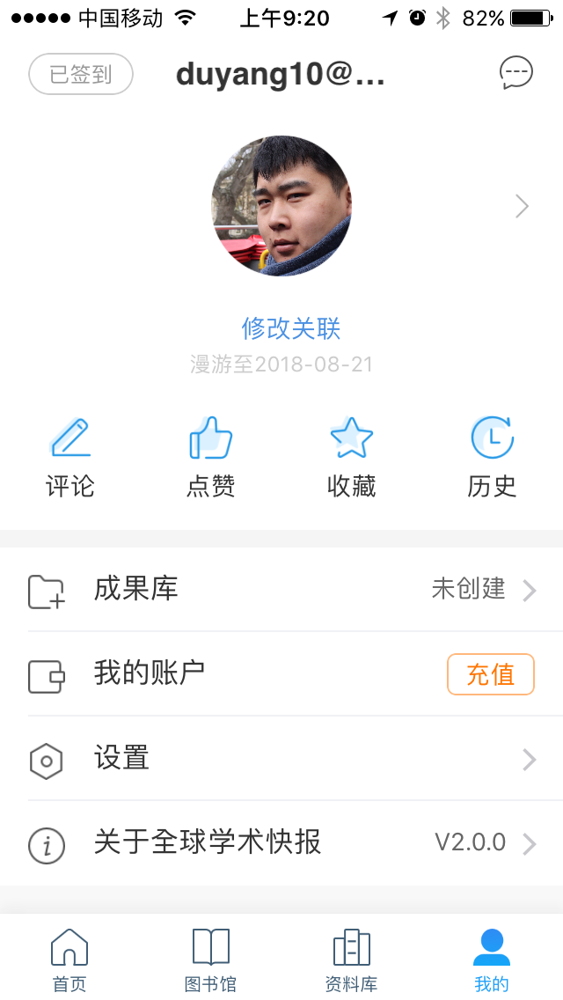 中国移动 上午9:20 82%
已签到 duyang10@...
修改关联
漫游至2018-08-21
评论 点赞 收藏 历史
成果库 未创建
我的账户 充值
设置
关于全球学术快报 V2.0.0
首页 图书馆 资料库 我的